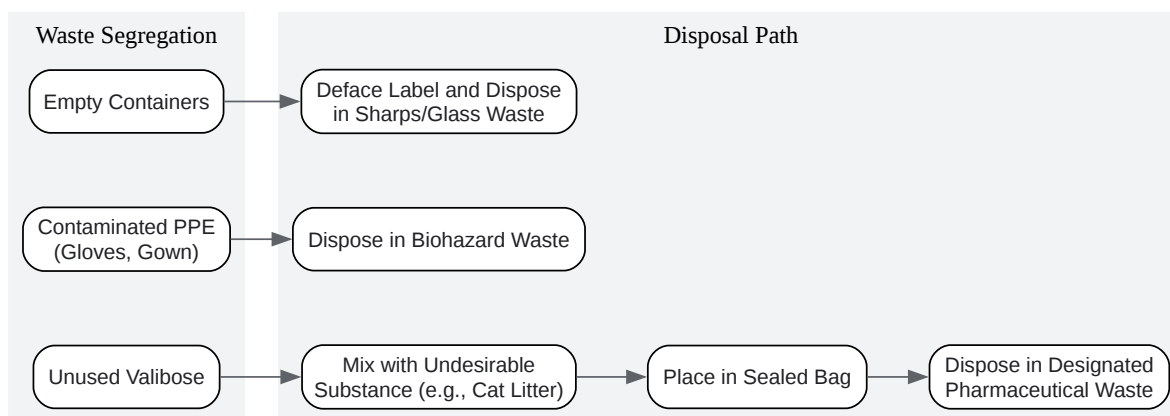 Waste Segregation
Disposal Path
Empty Containers
Deface Label and Dispose
in Sharps/Glass Waste
Contaminated PPE
(Gloves, Gown)
Dispose in Biohazard Waste
Unused Valibose
Mix with Undesirable
Substance (e.g., Cat Litter)
Place in Sealed Bag
Dispose in Designated
Pharmaceutical Waste